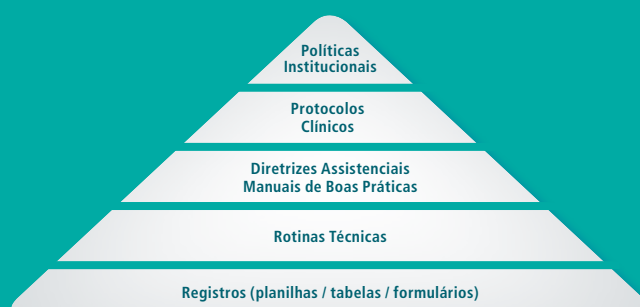 Políticas
Institucionais
Protocolos
Clínicos
Diretrizes Assistenciais
Manuais de Boas Práticas
Rotinas Técnicas
Registros (planilhas / tabelas / formulários)